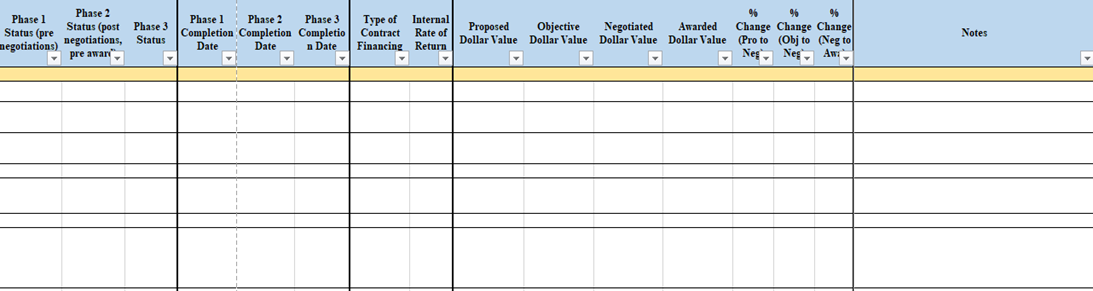 Phase 1
Status (pre
negotiations)
Phase 2
Status (post
negotiations,
pre award)
Phase 3
Status
Phase 1
Completion
Date
Phase 2
Completion
Date
Phase 3
Completio
n Date
Type of
Contract
Financing
Internal
Rate of
Return
Proposed
Dollar Value
Objective
Dollar Value
Negotiated
Dollar Value
Awarded
Dollar Value
%
Change
(Pro to
Neg)
%
Change
(Obj to
Neg)
%
Change
(Neg to
Awa
Notes